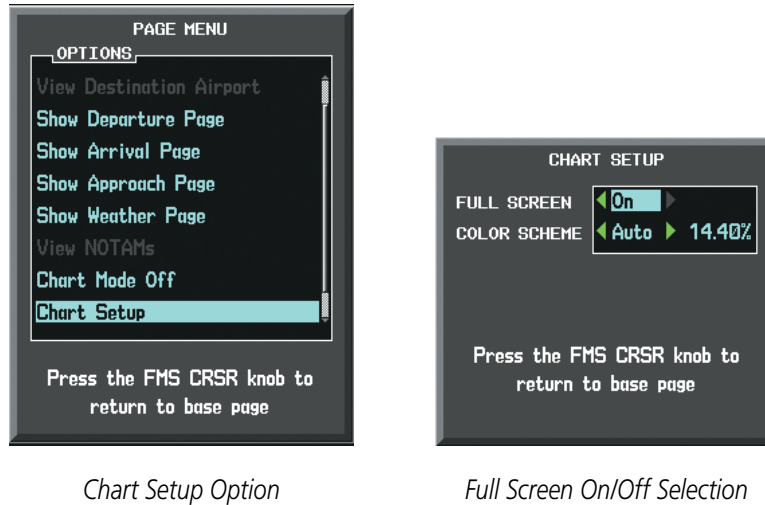 PAGE MENU
OPTIONS
View Destination Airport
Show Departure Page
Show Arrival Page
Show Approach Page
Show Weather Page
View NOTAMs
Chart Mode Off
Chart Setup
Press the FMS CRSR knob to
return to base page
Chart Setup Option
CHART SETUP
FULL SCREEN On
COLOR SCHEME Auto 14.40%
Press the FMS CRSR knob to
return to base page
Full Screen On/Off Selection